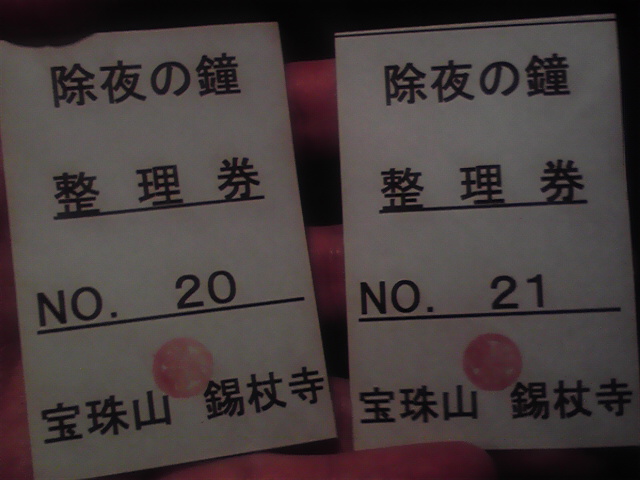 除夜の鐘
整理券
NO. 20
宝珠山 錫杖寺
除夜の鐘
整理券
NO. 21
宝珠山 錫杖寺